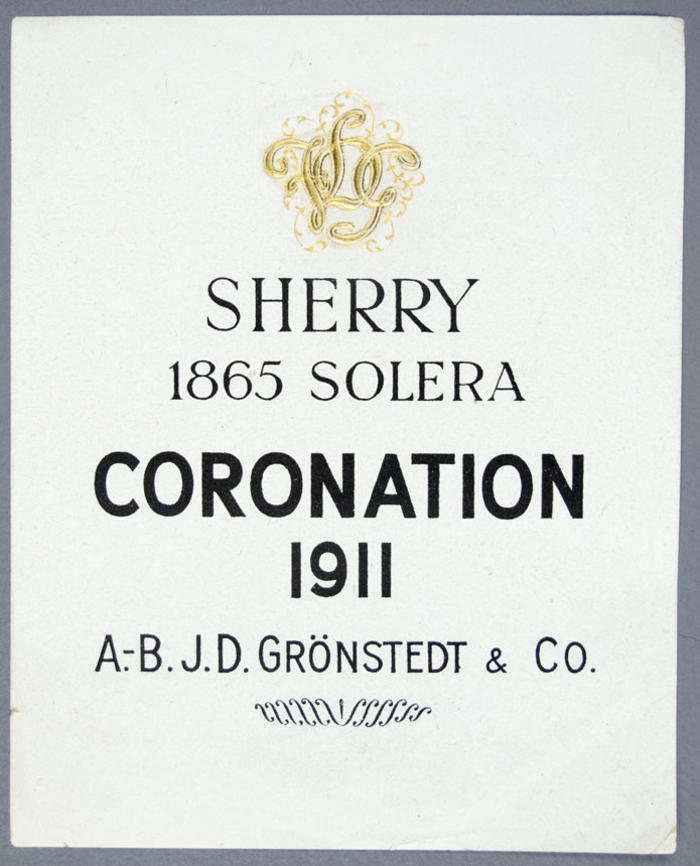 SHERRY
1865 SOLERA
CORONATION
1911
A.-B. J.D. GRÖNSTEDT & CO.